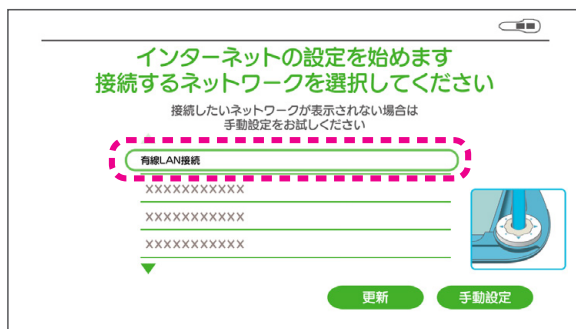 インターネットの設定を始めます
接続するネットワークを選択してください
接続したいネットワークが表示されない場合は
手動設定をお試しください
有線LAN接続
XXXXXXXXXXX
XXXXXXXXXXX
XXXXXXXXXXX
更新
手動設定